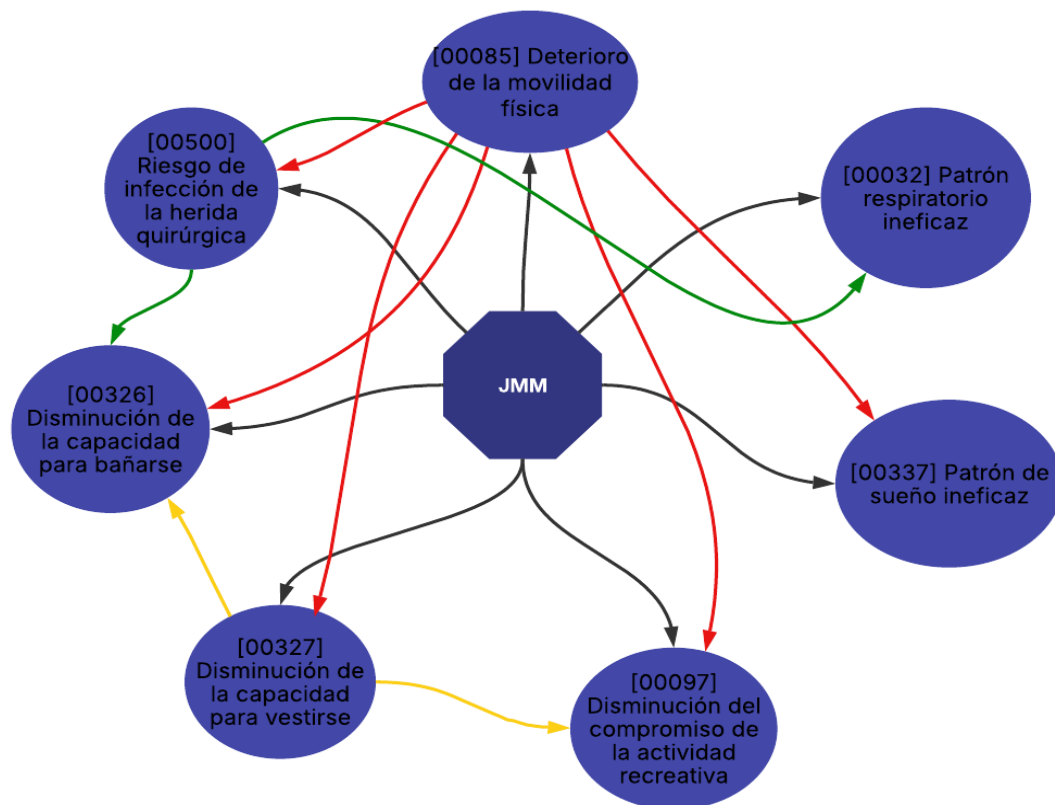 [00085] Deterioro
de la movilidad
física
[00500]
Riesgo de
infección de
la herida
quirúrgica
[00032] Patrón
respiratorio
ineficaz
JMM
[00326]
Disminución de
la capacidad
para bañarse
[00337] Patrón de
sueño ineficaz
[00327]
Disminución de
la capacidad
para vestirse
[00097]
Disminución del
compromiso de
la actividad
recreativa